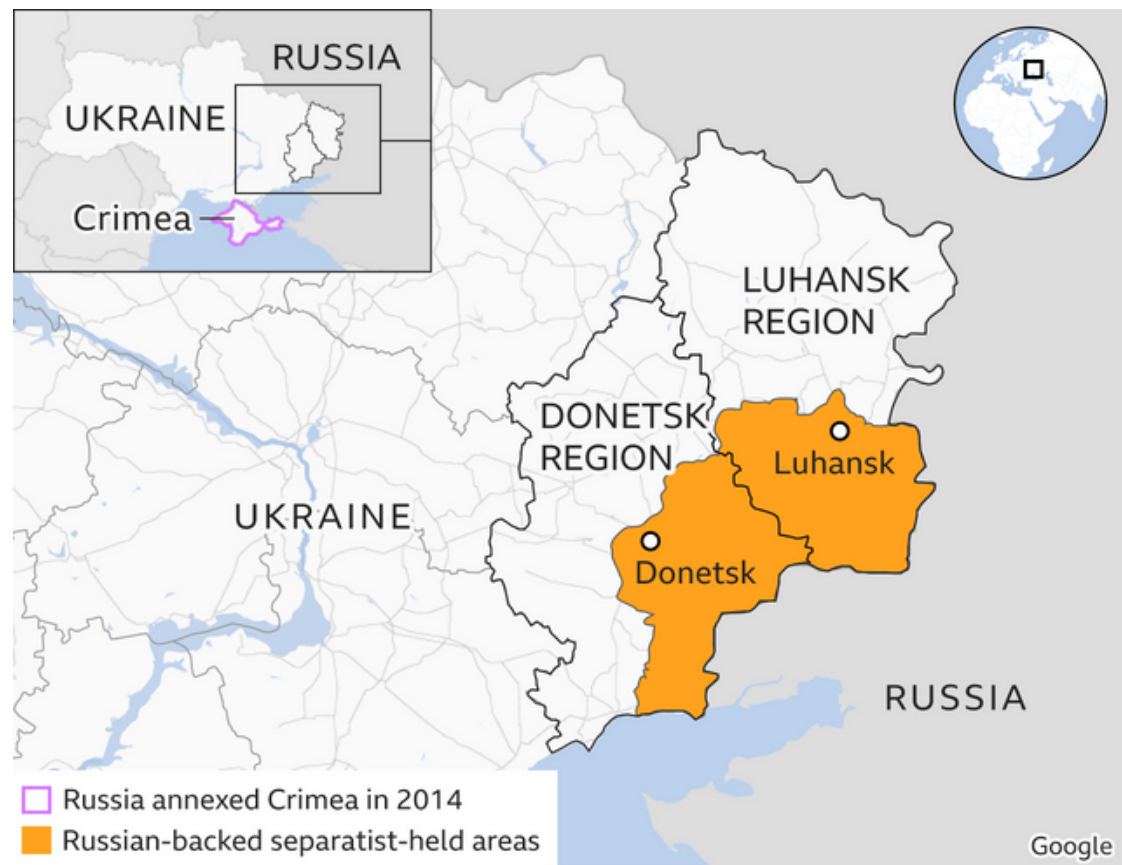 RUSSIA
UKRAINE
Crimea
LUHANSK
REGION
DONETSK
REGION
Luhansk
UKRAINE
Donetsk
RUSSIA
Russia annexed Crimea in 2014
Russian-backed separatist-held areas
Google